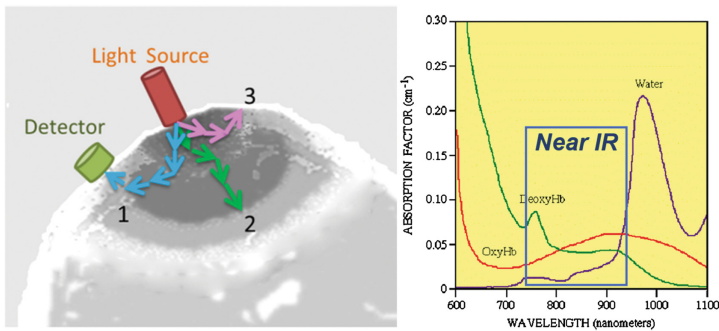 Light Source
3
Detector
1
2
0.30
0.25
0.20
0.15
0.10
0.05
0
ABSORPTION FACTOR (cm⁻¹)
Water
Near IR
DeoxyHb
OxyHb
600
700
800
900
1000
1100
WAVELENGTH (nanometers)